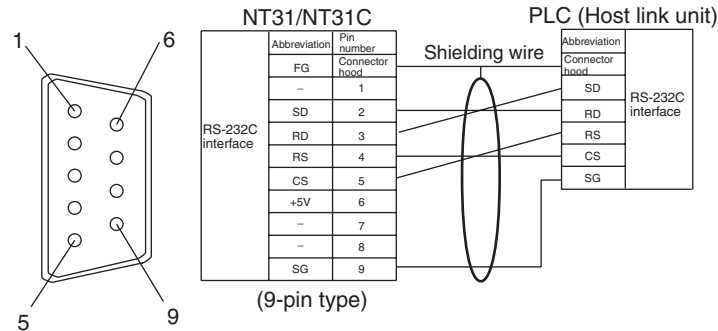 NT31/NT31C
PLC (Host link unit)
1
6
5
9
RS-232C
interface
Abbreviation Pin
number
FG Connector
hood
– 1
SD 2
RD 3
RS 4
CS 5
+5V 6
– 7
– 8
SG 9
(9-pin type)
Shielding wire
Abbreviation
Connector
hood
SD
RD
RS
CS
SG
RS-232C
interface